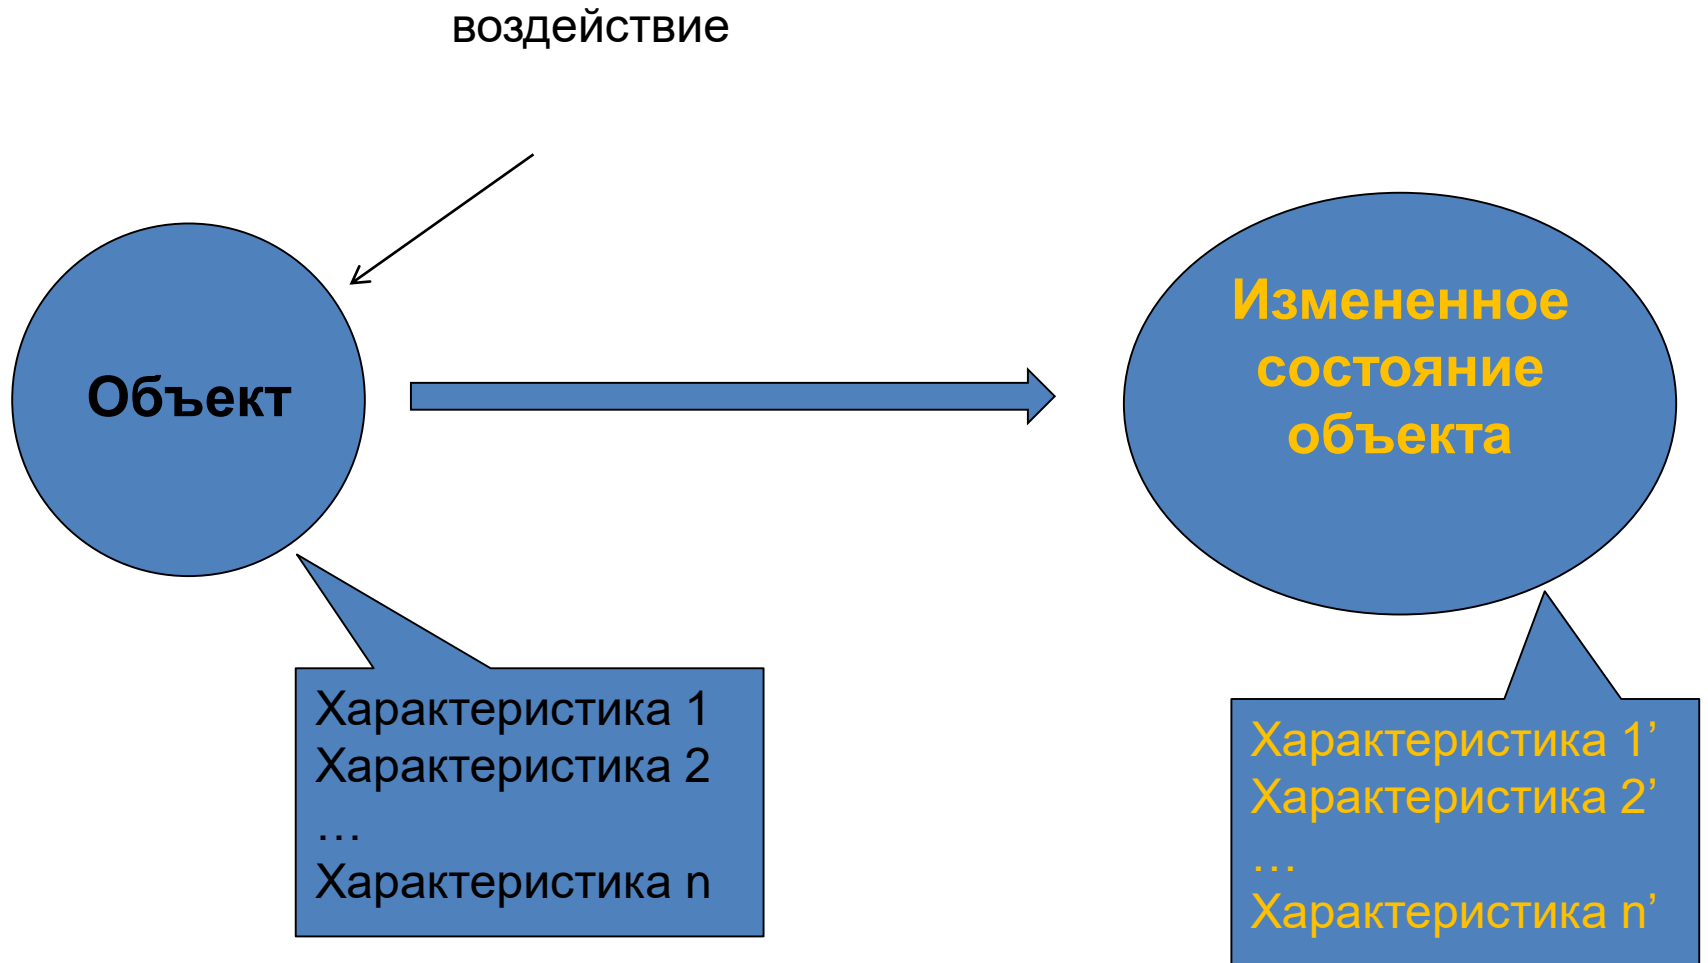 воздействие
Объект
Измененное
состояние
объекта
Характеристика 1
Характеристика 2
…
Характеристика n
Характеристика 1’
Характеристика 2’
…
Характеристика n’